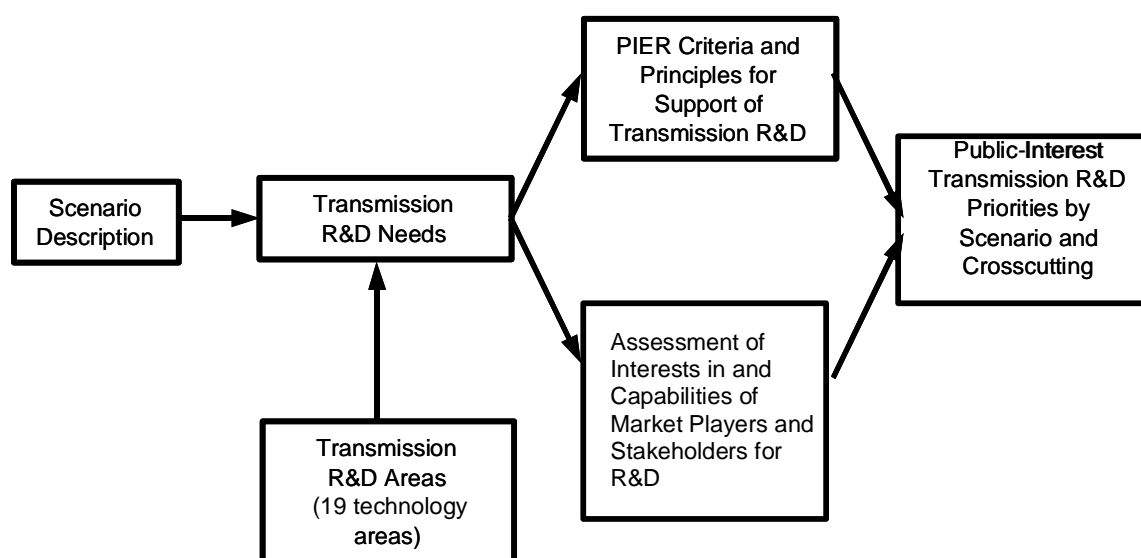 Scenario
Description
Transmission
R&D Needs
Transmission
R&D Areas
(19 technology
areas)
PIER Criteria and
Principles for
Support of
Transmission R&D
Assessment of
Interests in and
Capabilities of
Market Players and
Stakeholders for
R&D
Public-Interest
Transmission R&D
Priorities by
Scenario and
Crosscutting